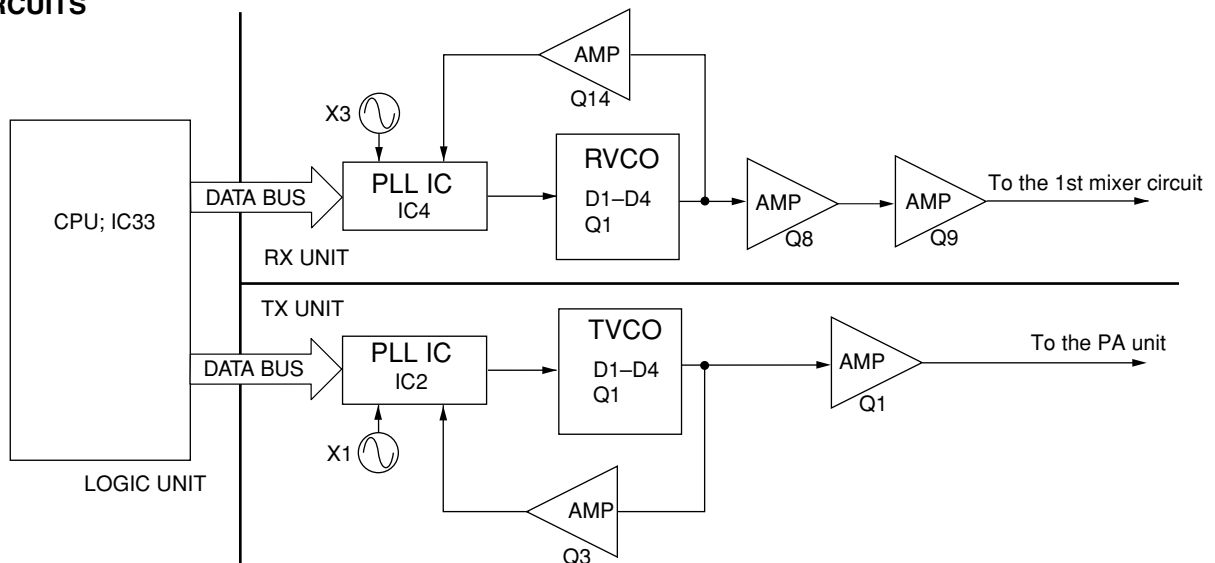 RCUITS
AMP
Q14
X3
PLL IC
IC4
RVCO
D1–D4
Q1
AMP
Q8
AMP
Q9
To the 1st mixer circuit
DATA BUS
CPU; IC33
RX UNIT
TX UNIT
PLL IC
IC2
TVCO
D1–D4
Q1
AMP
Q1
To the PA unit
DATA BUS
X1
LOGIC UNIT
AMP
Q3